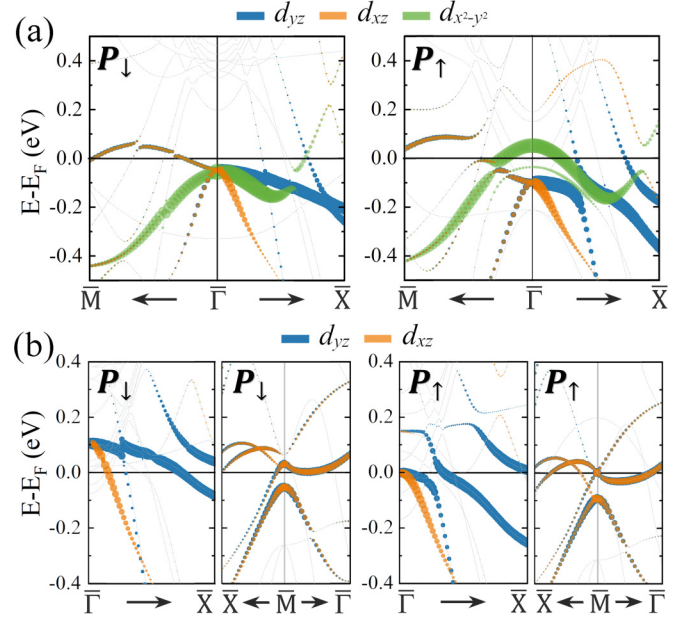 (a) d_yz d_xz d_x²-y²
P↓ P↑
E-E_F (eV)
0.4
0.2
0.0
-0.2
-0.4
M̄ ← Γ̄ → X̄ M̄ ← Γ̄ → X̄
(b) d_yz d_xz
P↓ P↓ P↑ P↑
E-E_F (eV)
0.4
0.2
0.0
-0.2
-0.4
Γ̄ → X̄ X̄ ← M̄ → Γ̄ Γ̄ → X̄ X̄ ← M̄ → Γ̄